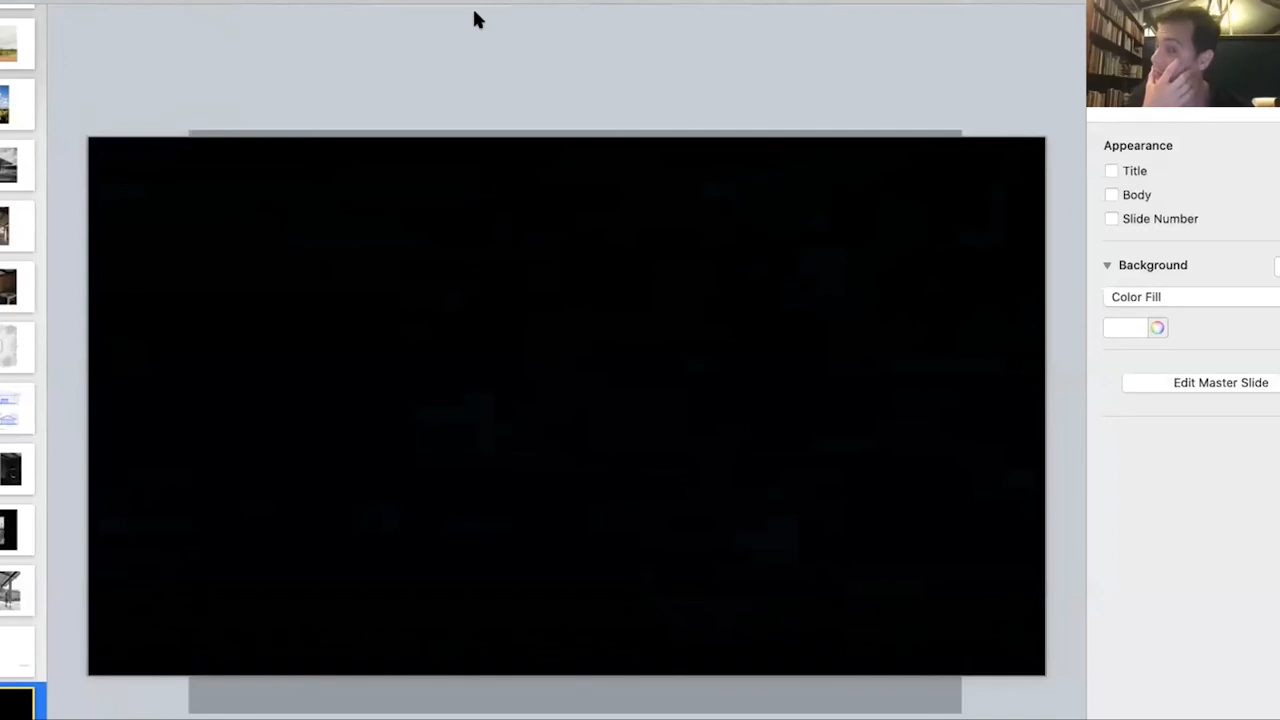 Appearance
Title
Body
Slide Number
Background
Color Fill
Edit Master Slide